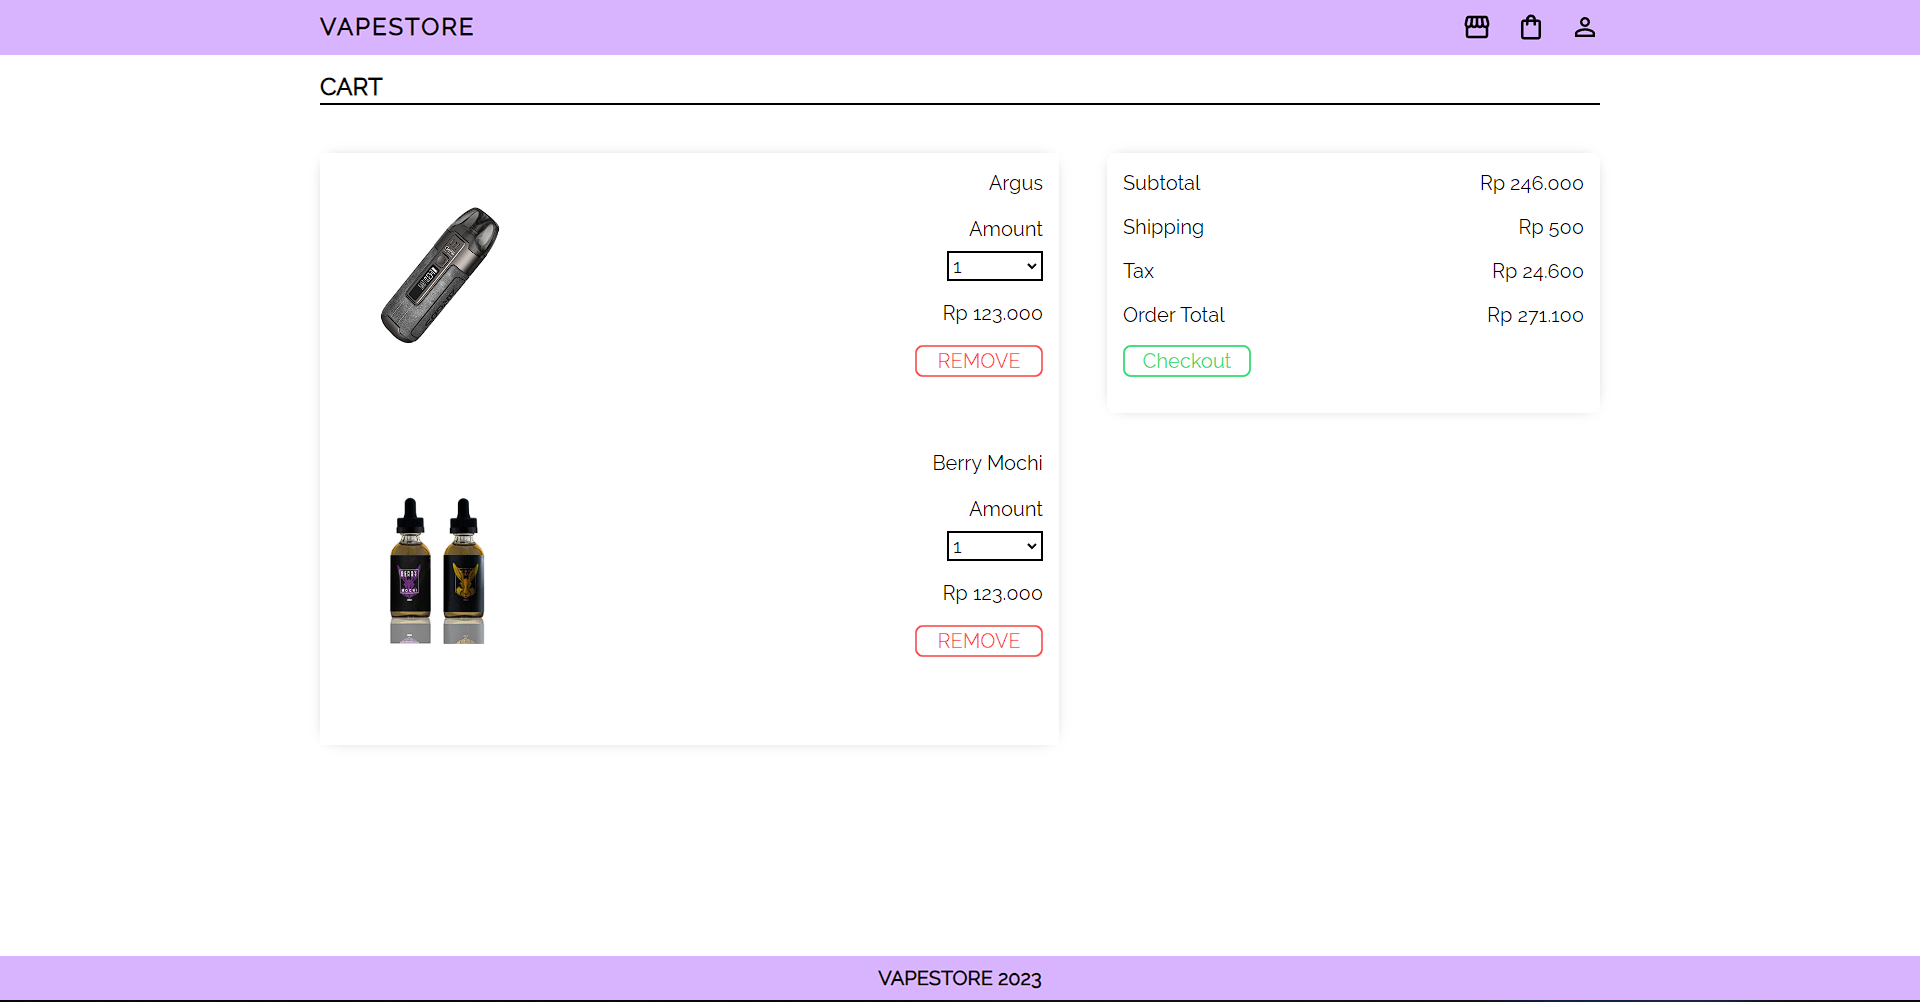 VAPESTORE
CART
Argus
Amount
1
Rp 123.000
REMOVE
Berry Mochi
Amount
1
Rp 123.000
REMOVE
Subtotal Rp 246.000
Shipping Rp 500
Tax Rp 24.600
Order Total Rp 271.100
Checkout
VAPESTORE 2023